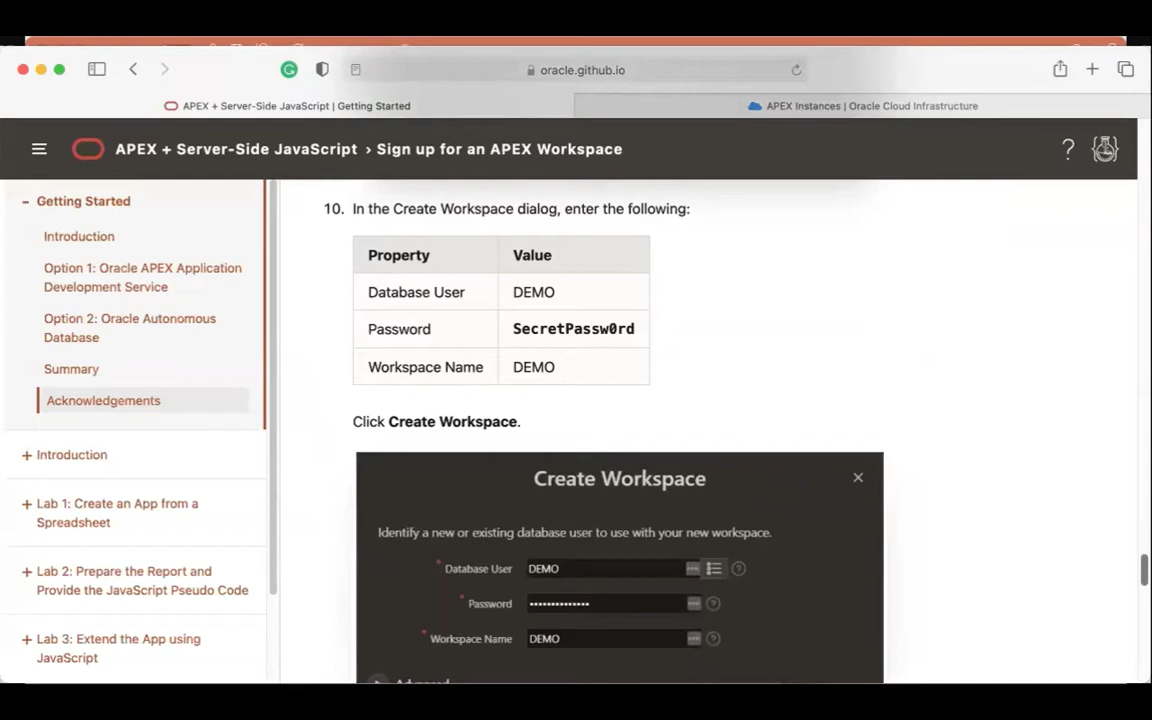 oracle.github.io
APEX + Server-Side JavaScript | Getting Started
APEX Instances | Oracle Cloud Infrastructure
APEX + Server-Side JavaScript › Sign up for an APEX Workspace
?
- Getting Started
Introduction
Option 1: Oracle APEX Application
Development Service
Option 2: Oracle Autonomous
Database
Summary
Acknowledgements
+ Introduction
+ Lab 1: Create an App from a
Spreadsheet
+ Lab 2: Prepare the Report and
Provide the JavaScript Pseudo Code
+ Lab 3: Extend the App using
JavaScript
10. In the Create Workspace dialog, enter the following:
Property Value
Database User DEMO
Password SecretPassw0rd
Workspace Name DEMO
Click Create Workspace.
Create Workspace
Identify a new or existing database user to use with your new workspace.
* Database User DEMO
* Password ••••••••••••••
* Workspace Name DEMO